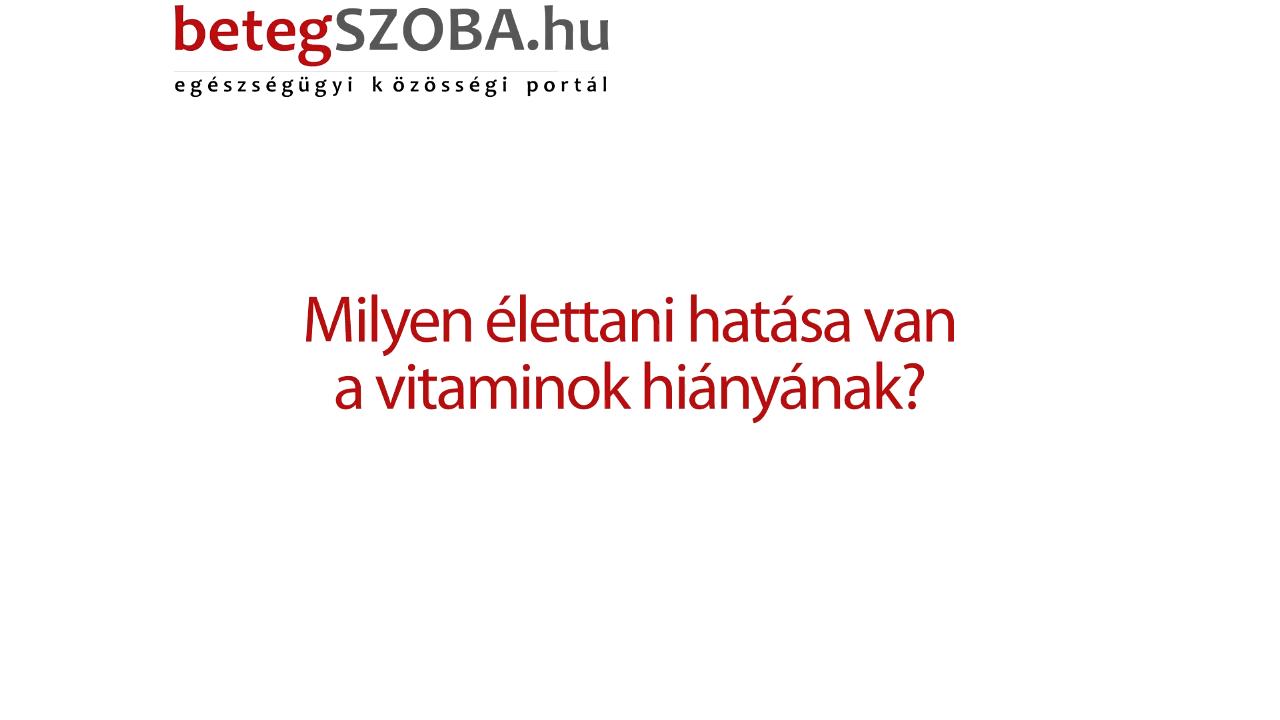 betegSZOBA.hu
egészségügyi közösségi portál
Milyen élettani hatása van
a vitaminok hiányának?